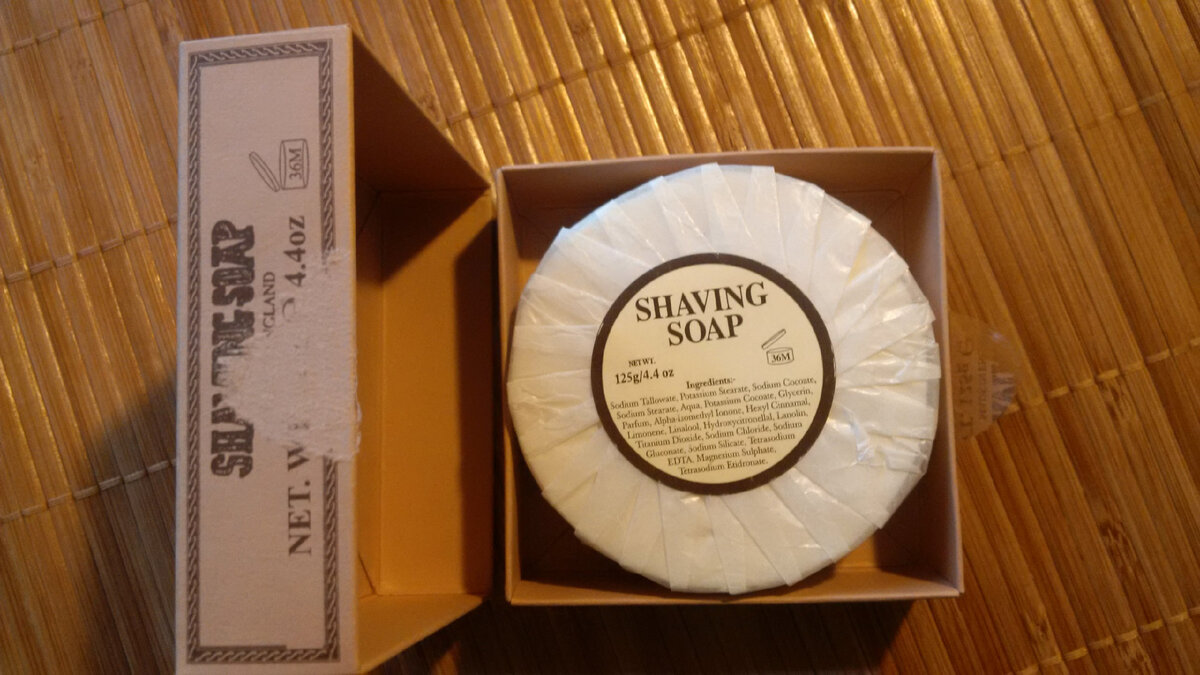 SHAVING SOAP
NGLAND
NET. W 4.4oz
36M
SHAVING
SOAP
NET WT.
125g/4.4 oz
36M
Ingredients:-
Sodium Tallowate, Potassium Stearate, Sodium Cocoate,
Sodium Stearate, Aqua, Potassium Cocoate, Glycerin,
Parfum, Alpha-isomethyl Ionone, Hexyl Cinnamal,
Limonene, Linalool, Hydroxycitronellal, Lanolin,
Titanium Dioxide, Sodium Chloride, Sodium
Gluconate, Sodium Silicate, Tetrasodium
EDTA, Magnesium Sulphate,
Tetrasodium Etidronate.